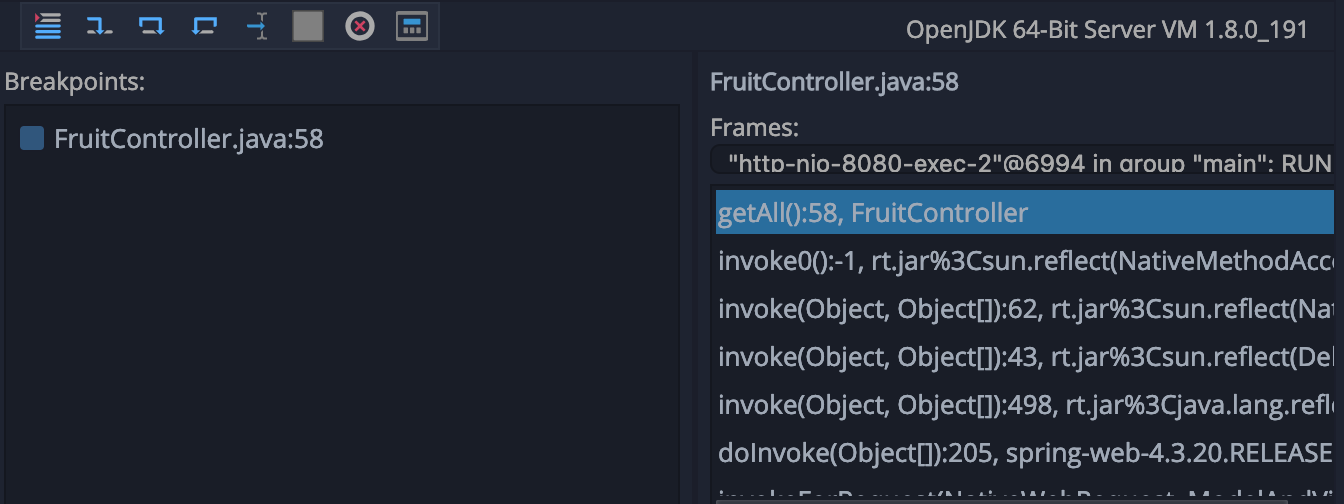 OpenJDK 64-Bit Server VM 1.8.0_191
Breakpoints:
FruitController.java:58
FruitController.java:58
Frames:
"http-nio-8080-exec-2"@6994 in group "main": RUN
getAll():58, FruitController
invoke0():-1, rt.jar%3Csun.reflect(NativeMethodAcc
invoke(Object, Object[]):62, rt.jar%3Csun.reflect(Nat
invoke(Object, Object[]):43, rt.jar%3Csun.reflect(Del
invoke(Object, Object[]):498, rt.jar%3Cjava.lang.refl
doInvoke(Object[]):205, spring-web-4.3.20.RELEASE